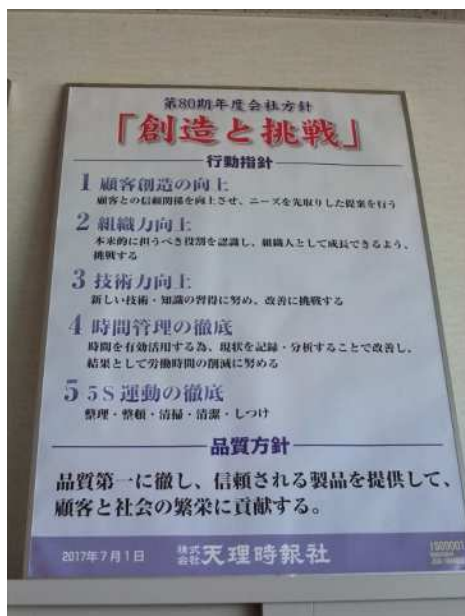 第80期年度会社方針
「創造と挑戦」
行動指針
1 顧客創造の向上
顧客との信頼関係を向上させ、ニーズを先取りした提案を行う
2 組織力向上
本来的に担うべき役割を認識し、組織人として成長できるよう、
挑戦する
3 技術力向上
新しい技術・知識の習得に努め、改善に挑戦する
4 時間管理の徹底
時間を有効活用する為、現状を記録・分析することで改善し、
結果として労働時間の削減に努める
5 5S運動の徹底
整理・整頓・清掃・清潔・しつけ
品質方針
品質第一に徹し、信頼される製品を提供して、
顧客と社会の繁栄に貢献する。
2017年7月1日 株式会社 天理時報社
ISO9001